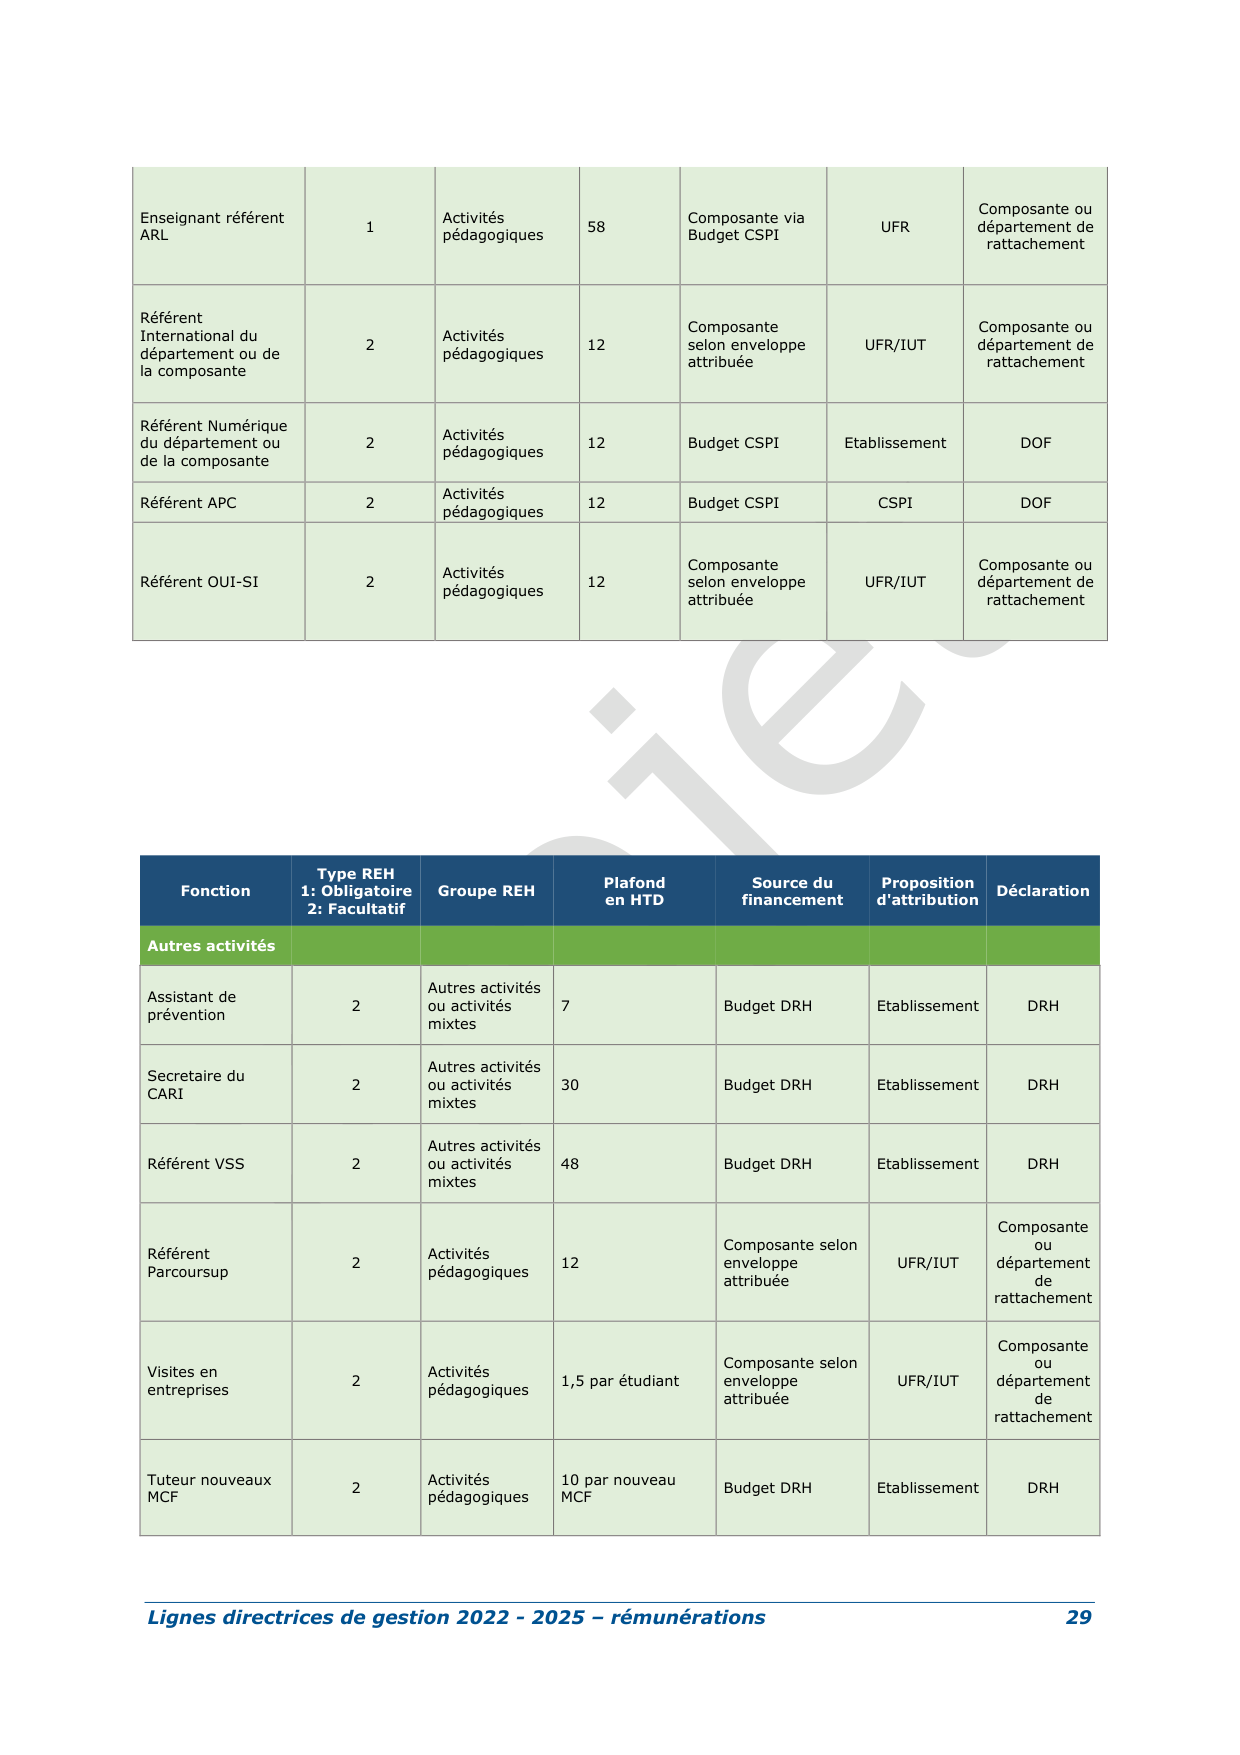 Enseignant référent
ARL
1
Activités
pédagogiques
58
Composante via
Budget CSPI
UFR
Composante ou
département de
rattachement
Référent
International du
département ou de
la composante
2
Activités
pédagogiques
12
Composante
selon enveloppe
attribuée
UFR/IUT
Composante ou
département de
rattachement
Référent Numérique
du département ou
de la composante
2
Activités
pédagogiques
12
Budget CSPI
Etablissement
DOF
Référent APC
2
Activités
pédagogiques
12
Budget CSPI
CSPI
DOF
Référent OUI-SI
2
Activités
pédagogiques
12
Composante
selon enveloppe
attribuée
UFR/IUT
Composante ou
département de
rattachement
Fonction
Type REH
1: Obligatoire
2: Facultatif
Groupe REH
Plafond
en HTD
Source du
financement
Proposition
d'attribution
Déclaration
Autres activités
Assistant de
prévention
2
Autres activités
ou activités
mixtes
7
Budget DRH
Etablissement
DRH
Secretaire du
CARI
2
Autres activités
ou activités
mixtes
30
Budget DRH
Etablissement
DRH
Référent VSS
2
Autres activités
ou activités
mixtes
48
Budget DRH
Etablissement
DRH
Référent
Parcoursup
2
Activités
pédagogiques
12
Composante selon
enveloppe
attribuée
UFR/IUT
Composante
ou
département
de
rattachement
Visites en
entreprises
2
Activités
pédagogiques
1,5 par étudiant
Composante selon
enveloppe
attribuée
UFR/IUT
Composante
ou
département
de
rattachement
Tuteur nouveaux
MCF
2
Activités
pédagogiques
10 par nouveau
MCF
Budget DRH
Etablissement
DRH
Lignes directrices de gestion 2022 - 2025 – rémunérations
29